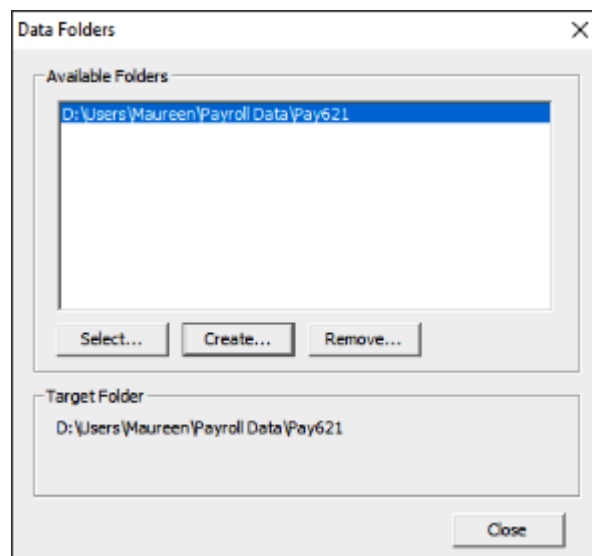 Data Folders
Available Folders
D:\Users\Maureen\Payroll Data\Pay621
Select... Create... Remove...
Target Folder
D:\Users\Maureen\Payroll Data\Pay621
Close